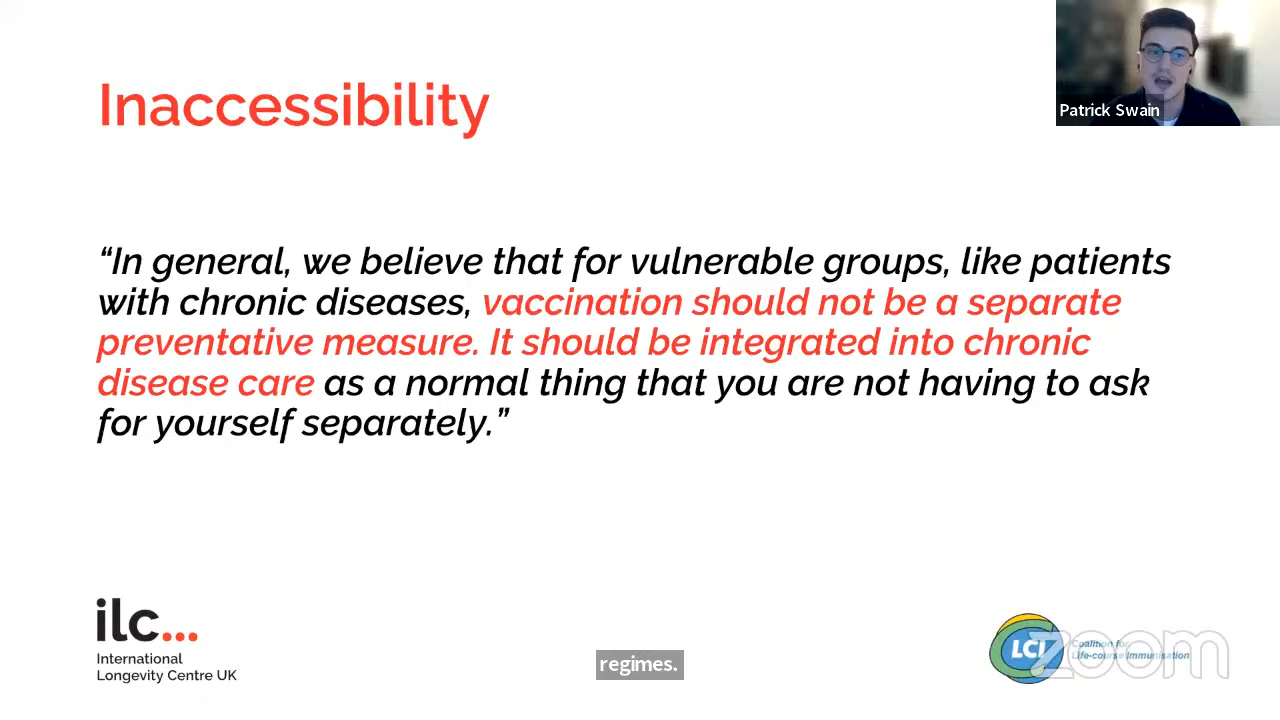 Inaccessibility
Patrick Swain
“In general, we believe that for vulnerable groups, like patients
with chronic diseases, vaccination should not be a separate
preventative measure. It should be integrated into chronic
disease care as a normal thing that you are not having to ask
for yourself separately.”
ilc...
International
Longevity Centre UK
regimes.
LCI
Coalition for
Life-course Immunisation
zoom